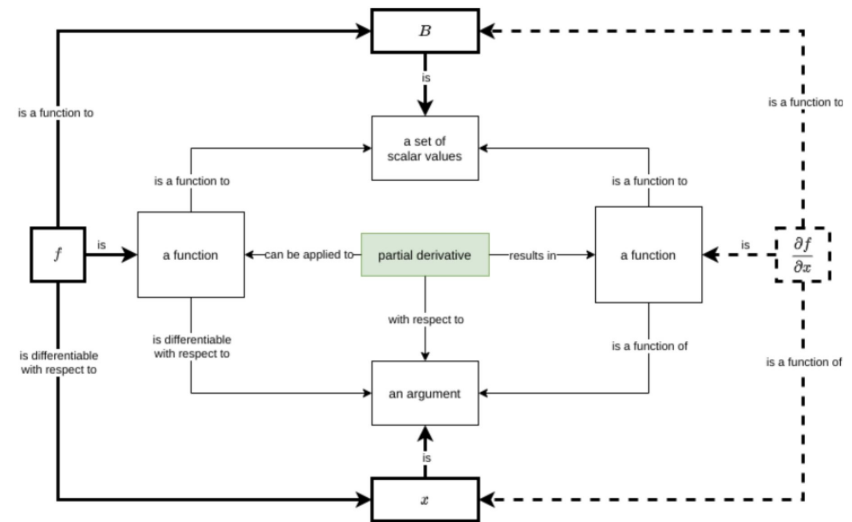 B
is
is a function to
is a function to
a set of
scalar values
is a function to
is a function to
f
is
a function
can be applied to
partial derivative
results in
a function
is
∂f
∂x
with respect to
is differentiable
with respect to
is differentiable
with respect to
is a function of
is a function of
an argument
is
x